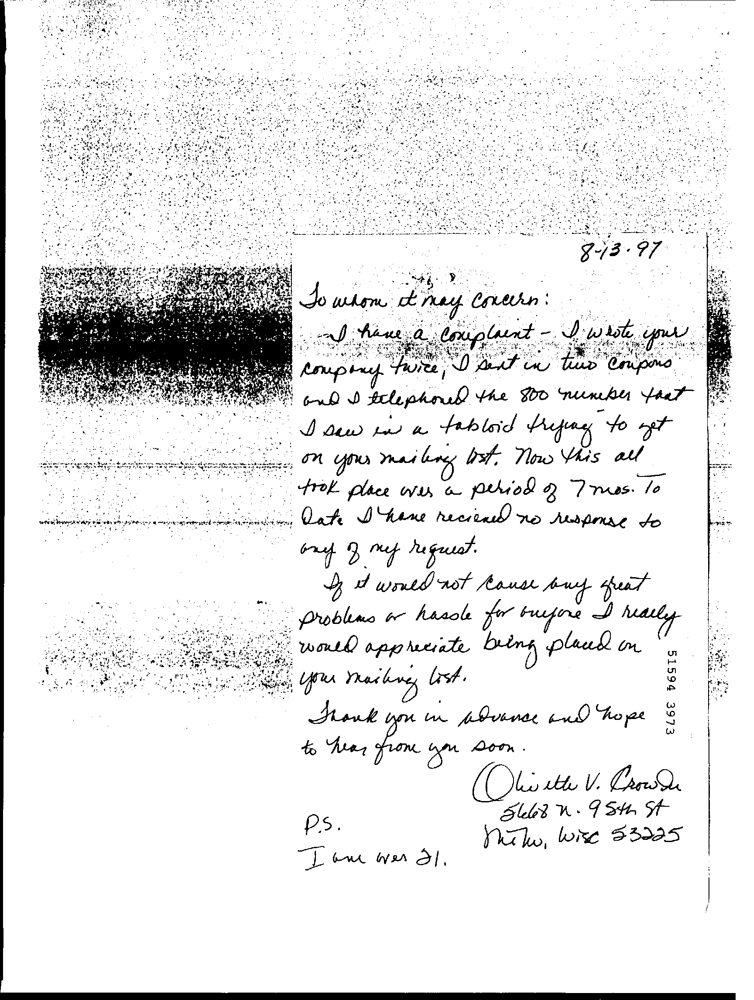 8-13-97
To whom it may concern:
I have a complaint - I wrote your
company twice, I sent in two coupons
and I telephoned the 800 number that
I saw in a tabloid trying to get
on your mailing list. Now this all
took place over a period of 7 mos. To
Date I have recieved no response to
any of my request.
If it would not cause any great
problems or hassle for anyone I really
would appreciate being placed on
your mailing list.
Thank you in advance and hope
to hear from you soon.
Olivette V. Crowder
5668 N. 95th St
Milw, Wisc 53225
P.S.
I am over 21.
51594 3973